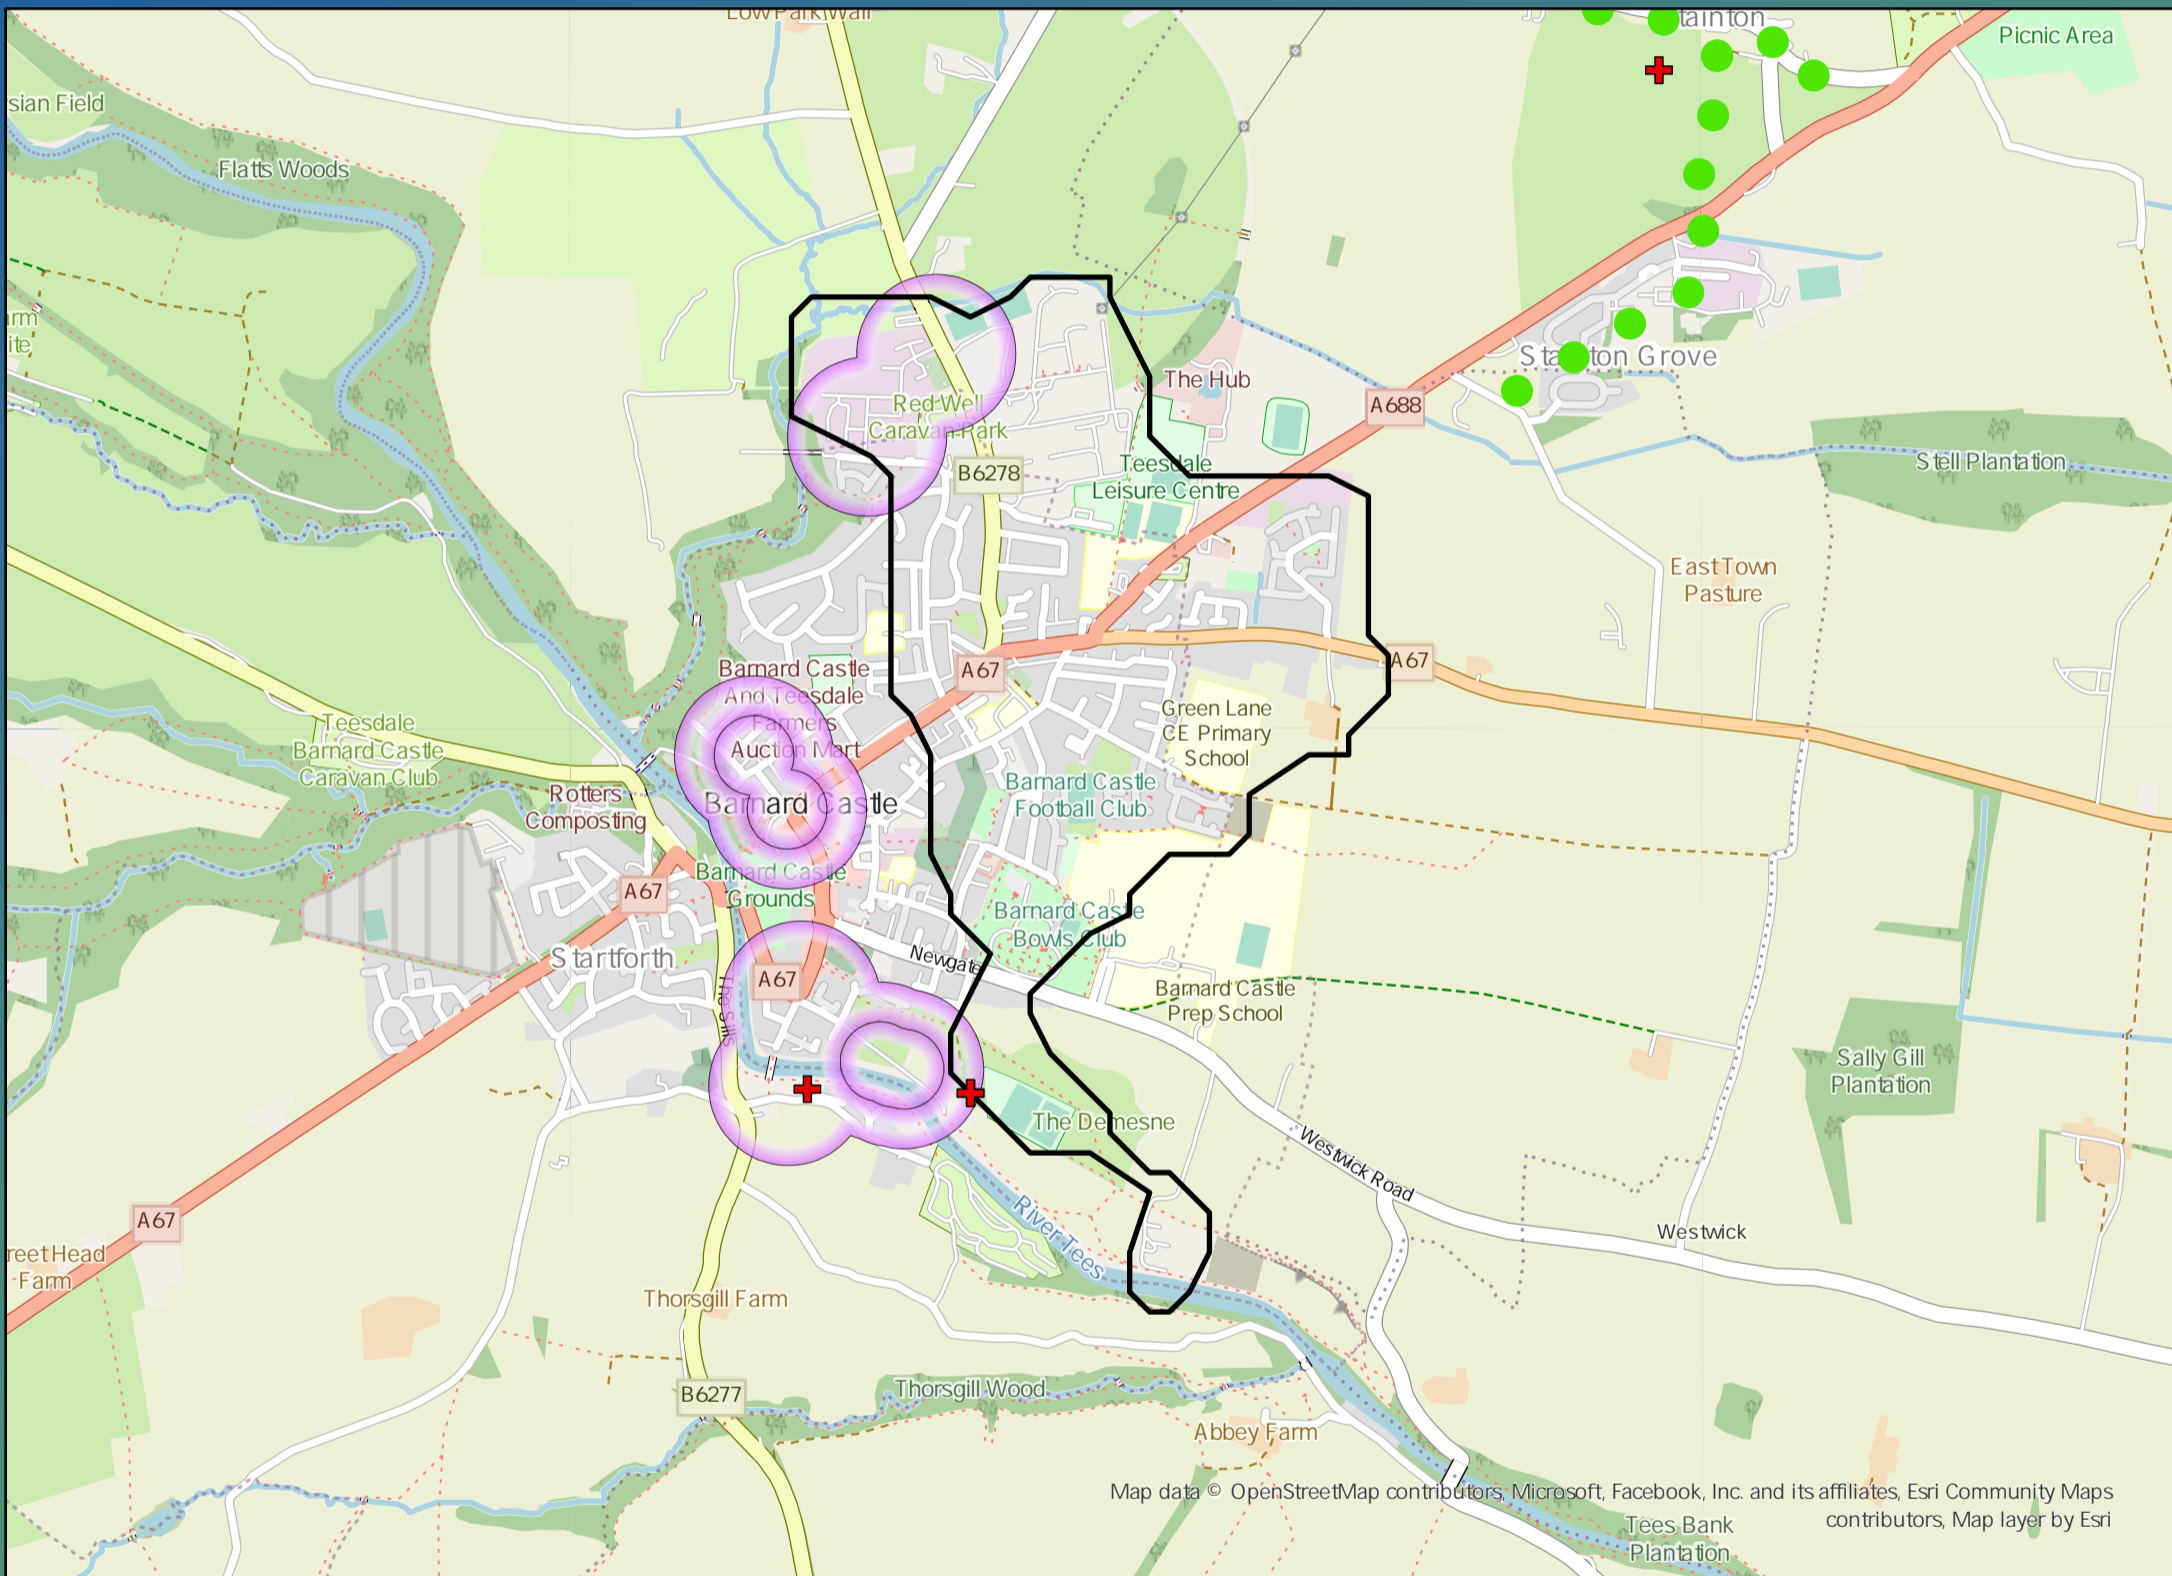 Low Park Wall
tainton
Picnic Area
sian Field
Flatts Woods
arm
ite
Stainton Grove
The Hub
A688
Red Well
Caravan Park
B6278
Teesdale
Leisure Centre
Stell Plantation
East Town
Pasture
Barnard Castle
And Teesdale
Farmers
Auction Mart
A67
A67
Teesdale
Barnard Castle
Caravan Club
Green Lane
CE Primary
School
Rotters
Composting
Barnard Castle
Barnard Castle
Football Club
Barnard Castle
Grounds
A67
Barnard Castle
Bowls Club
Startforth
Newgate
A67
The Sills
Barnard Castle
Prep School
Sally Gill
Plantation
The Demesne
Westwick Road
A67
River Tees
Westwick
reet Head
Farm
Thorsgill Farm
B6277
Thorsgill Wood
Abbey Farm
Map data © OpenStreetMap contributors, Microsoft, Facebook, Inc. and its affiliates, Esri Community Maps
contributors, Map layer by Esri
Tees Bank
Plantation